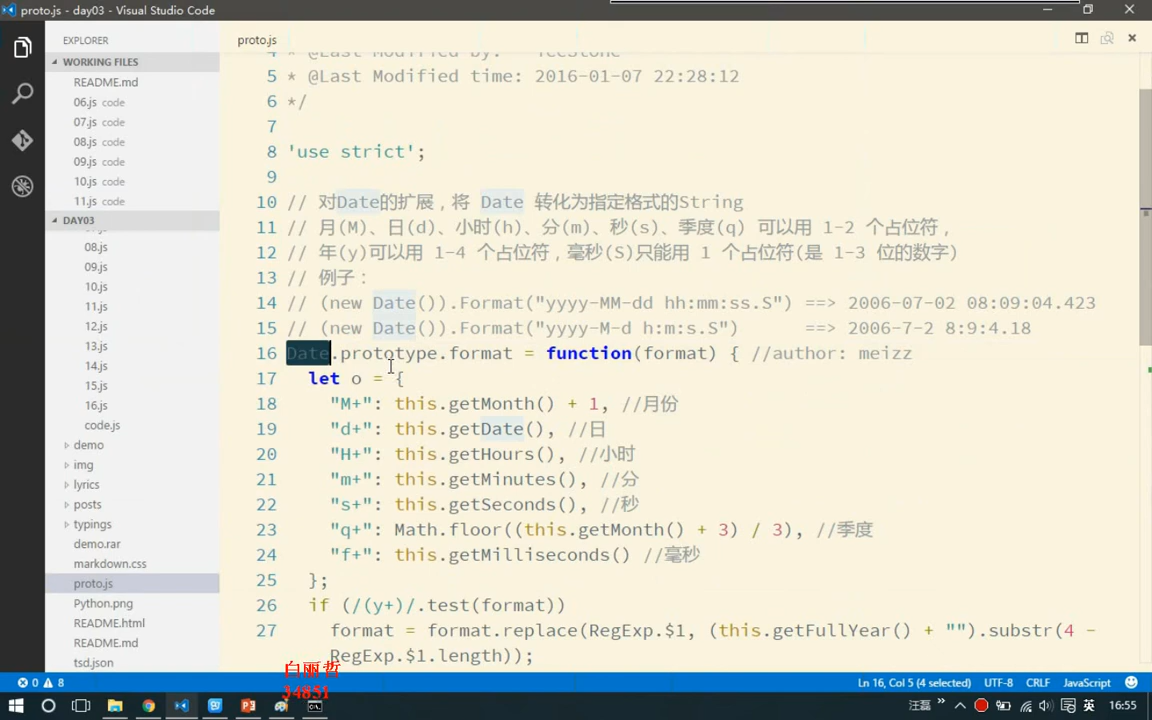 proto.js - day03 - Visual Studio Code
EXPLORER
WORKING FILES
README.md
06.js code
07.js code
08.js code
09.js code
10.js code
11.js code
DAY03
08.js
09.js
10.js
11.js
12.js
13.js
14.js
15.js
16.js
code.js
demo
img
lyrics
posts
typings
demo.rar
markdown.css
proto.js
Python.png
README.html
README.md
tsd.json
proto.js
4 * @Last Modified by:
5 * @Last Modified time: 2016-01-07 22:28:12
6 */
7
8 'use strict';
9
10 // 对Date的扩展，将 Date 转化为指定格式的String
11 // 月(M)、日(d)、小时(h)、分(m)、秒(s)、季度(q) 可以用 1-2 个占位符，
12 // 年(y)可以用 1-4 个占位符，毫秒(S)只能用 1 个占位符(是 1-3 位的数字)
13 // 例子：
14 // (new Date()).Format("yyyy-MM-dd hh:mm:ss.S") ==> 2006-07-02 08:09:04.423
15 // (new Date()).Format("yyyy-M-d h:m:s.S") ==> 2006-7-2 8:9:4.18
16 Date.prototype.format = function(format) { //author: meizz
17 let o = {
18 "M+": this.getMonth() + 1, //月份
19 "d+": this.getDate(), //日
20 "H+": this.getHours(), //小时
21 "m+": this.getMinutes(), //分
22 "s+": this.getSeconds(), //秒
23 "q+": Math.floor((this.getMonth() + 3) / 3), //季度
24 "f+": this.getMilliseconds() //毫秒
25 };
26 if (/(y+)/.test(format))
27 format = format.replace(RegExp.$1, (this.getFullYear() + "").substr(4 -
RegExp.$1.length));
白丽哲
34851
0 8
Ln 16, Col 5 (4 selected) UTF-8 CRLF JavaScript
汪磊 英 16:55